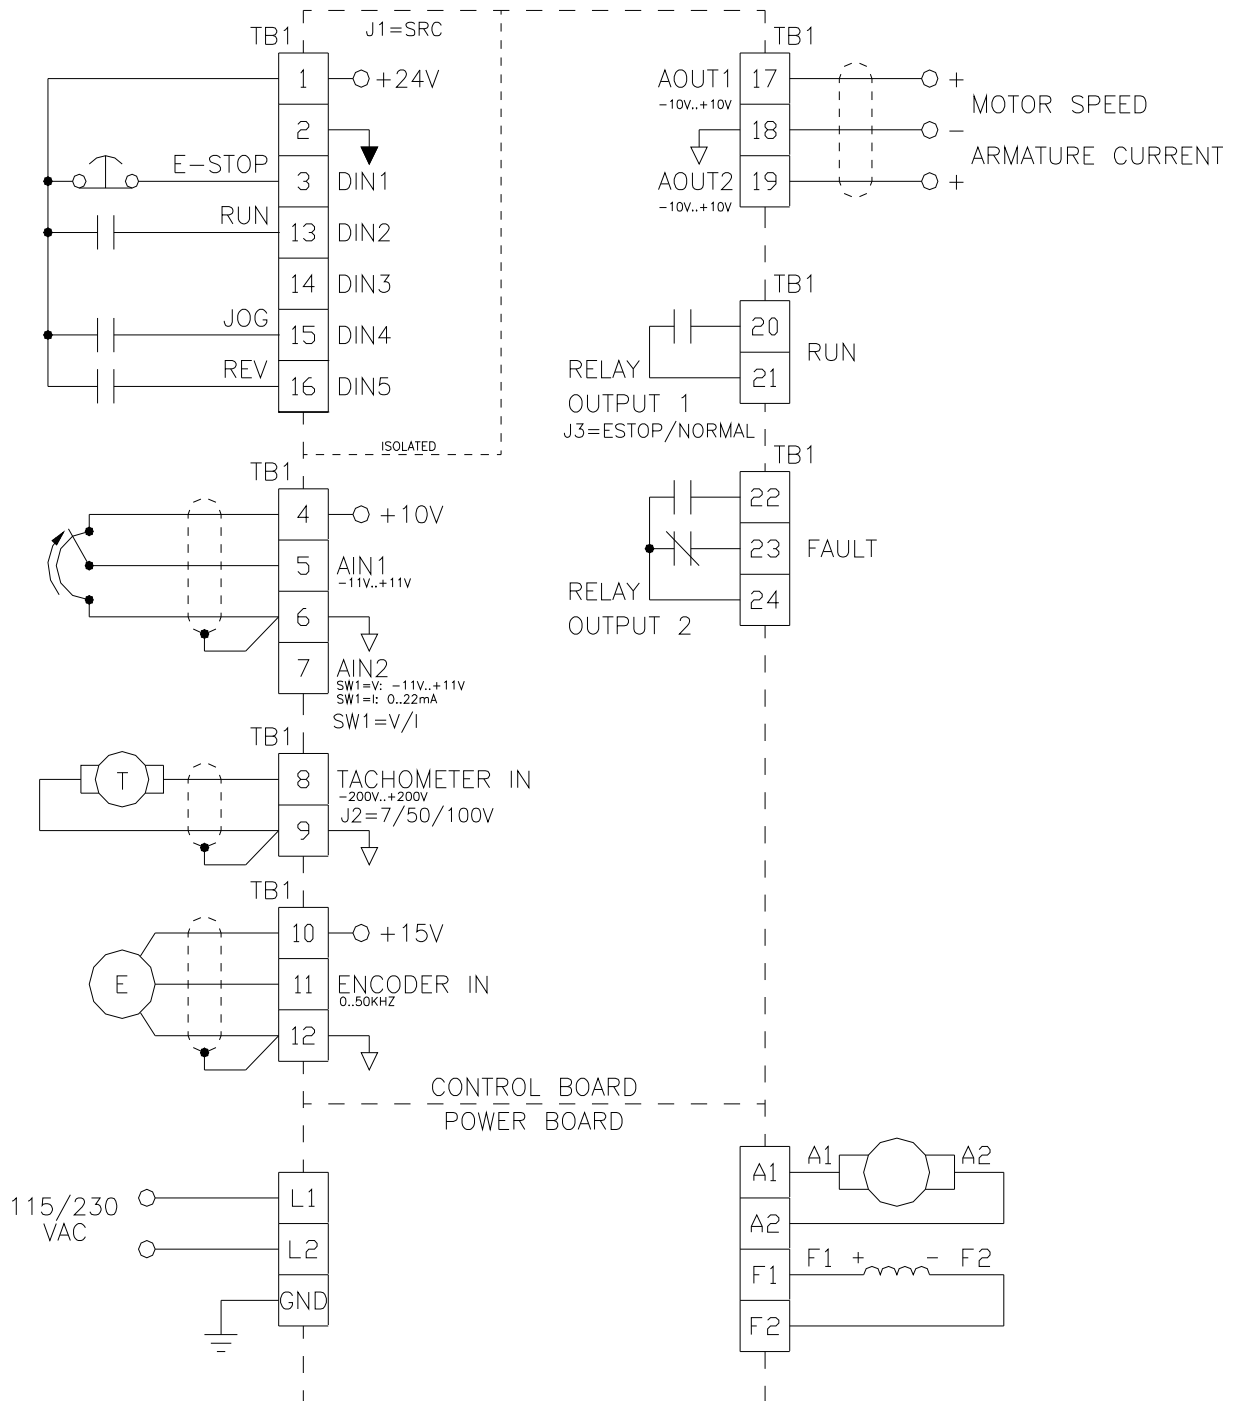 J1=SRC
TB1
1
+24V
2
E-STOP
3
DIN1
RUN
13
DIN2
14
DIN3
JOG
15
DIN4
REV
16
DIN5
ISOLATED
TB1
4
+10V
5
AIN1
-11V..+11V
6
7
AIN2
SW1=V: -11V..+11V
SW1=I: 0..22mA
SW1=V/I
TB1
T
8
TACHOMETER IN
-200V..+200V
J2=7/50/100V
9
TB1
10
+15V
E
11
ENCODER IN
0..50KHZ
12
TB1
AOUT1
-10V..+10V
17
+
MOTOR SPEED
18
-
ARMATURE CURRENT
AOUT2
-10V..+10V
19
+
TB1
20
RUN
21
RELAY
OUTPUT 1
J3=ESTOP/NORMAL
TB1
22
23
FAULT
24
RELAY
OUTPUT 2
CONTROL BOARD
POWER BOARD
115/230
VAC
L1
L2
GND
A1
A1
A2
A2
F1
F1 + - F2
F2